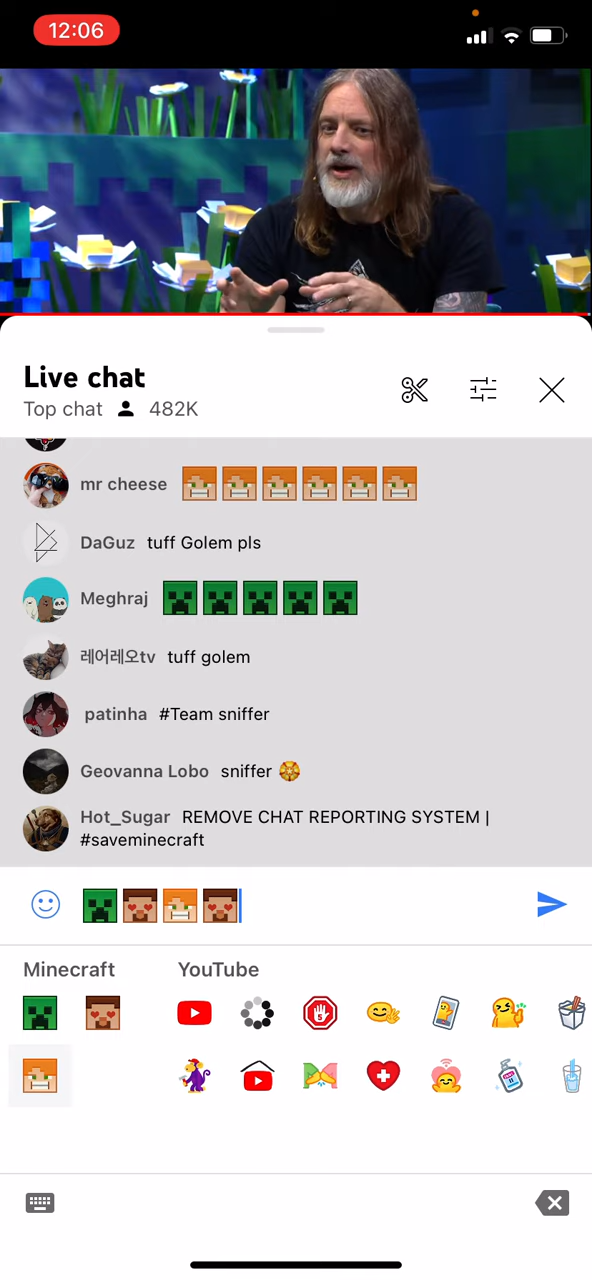 12:06
Live chat
Top chat 482K
mr cheese
DaGuz tuff Golem pls
Meghraj
레어레오tv tuff golem
patinha #Team sniffer
Geovanna Lobo sniffer
Hot_Sugar REMOVE CHAT REPORTING SYSTEM |
#saveminecraft
Minecraft YouTube